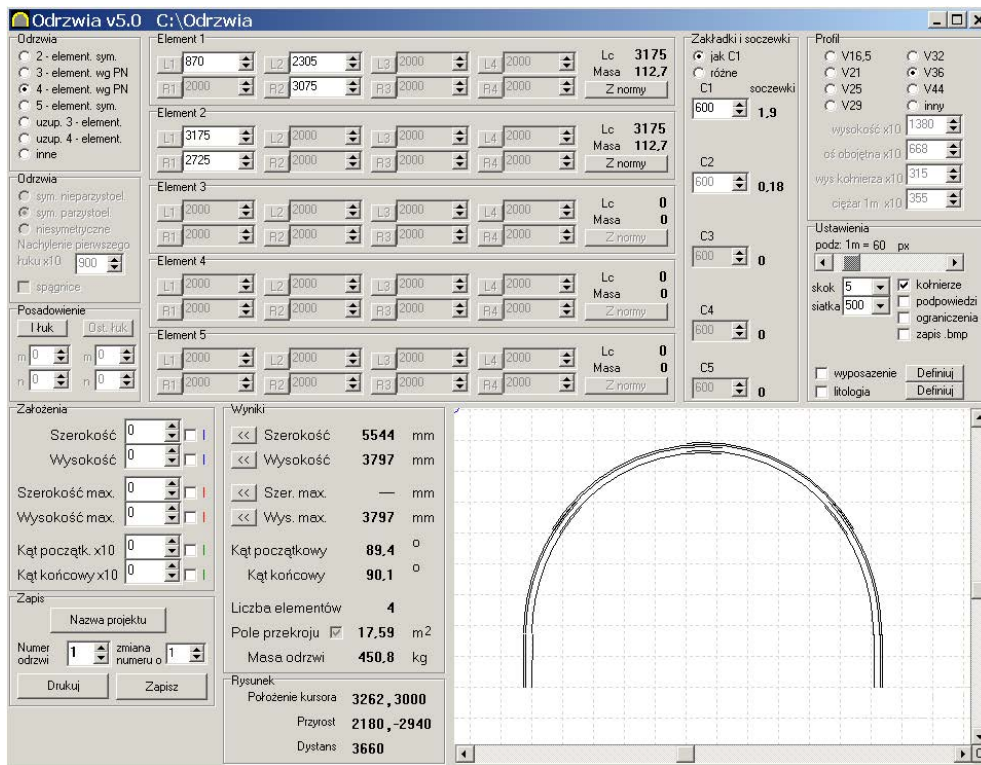 Odrzwia v5.0 C:\Odrzwia
Odrzwia
2 - element. sym.
3 - element. wg PN
4 - element. wg PN
5 - element. sym.
uzup. 3 - element.
uzup. 4 - element.
inne
Odrzwia
sym. nieparzystoel.
sym. parzystoel.
niesymetryczne
Nachylenie pierwszego
łuku x10 900
spągnice
Posadowienie
I łuk Ost. łuk
m 0 m 0
n 0 n 0
Element 1
L1 870 L2 2305 L3 2000 L4 2000 Lc 3175
R1 2000 R2 3075 R3 2000 R4 2000 Masa 112,7
Z normy
Element 2
L1 3175 L2 2000 L3 2000 L4 2000 Lc 3175
R1 2725 R2 2000 R3 2000 R4 2000 Masa 112,7
Z normy
Element 3
L1 2000 L2 2000 L3 2000 L4 2000 Lc 0
R1 2000 R2 2000 R3 2000 R4 2000 Masa 0
Z normy
Element 4
L1 2000 L2 2000 L3 2000 L4 2000 Lc 0
R1 2000 R2 2000 R3 2000 R4 2000 Masa 0
Z normy
Element 5
L1 2000 L2 2000 L3 2000 L4 2000 Lc 0
R1 2000 R2 2000 R3 2000 R4 2000 Masa 0
Z normy
Zakładki i soczewki
jak C1
różne
C1 soczewki
600 1,9
C2
600 0,18
C3
600 0
C4
600 0
C5
600 0
Profil
V16,5 V32
V21 V36
V25 V44
V29 inny
wysokość x10 1380
oś obojętna x10 668
wys kołnierza x10 315
ciężar 1m x10 355
Ustawienia
podz: 1m = 60 px
skok 5 kołnierze
siatka 500 podpowiedzi
ograniczenia
zapis .bmp
wyposazenie Definiuj
litologia Definiuj
Założenia
Szerokość 0
Wysokość 0
Szerokość max. 0
Wysokość max. 0
Kąt początk. x10 0
Kąt końcowy x10 0
Zapis
Nazwa projektu
Numer odrzwi 1 zmiana numeru o 1
Drukuj Zapisz
Wyniki
<< Szerokość 5544 mm
<< Wysokość 3797 mm
<< Szer. max. — mm
<< Wys. max. 3797 mm
Kąt początkowy 89,4 o
Kąt końcowy 90,1 o
Liczba elementów 4
Pole przekroju 17,59 m2
Masa odrzwi 450,8 kg
Rysunek
Położenie kursora 3262,3000
Przyrost 2180,-2940
Dystans 3660